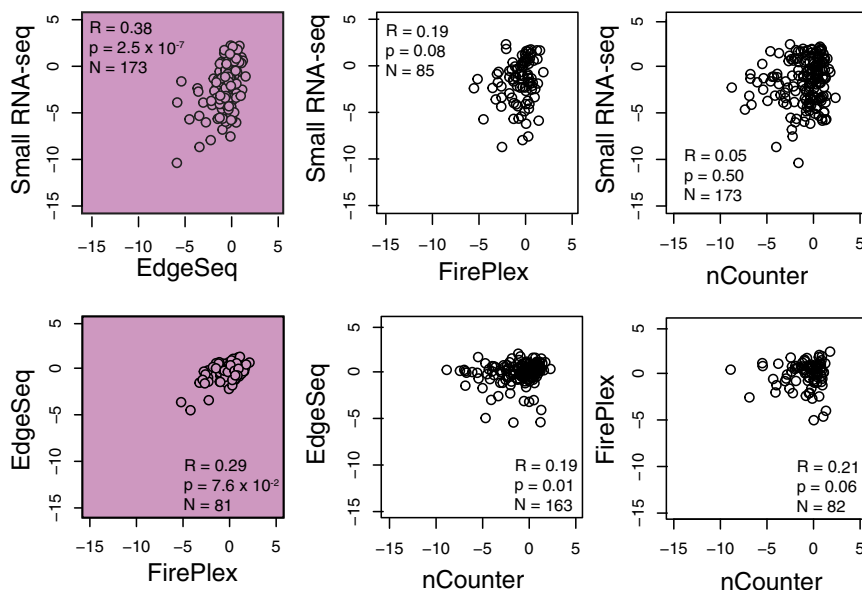 R = 0.38
p = 2.5 x 10-7
N = 173
Small RNA-seq
5
0
−5
−10
−15
−15
−10
−5
0
5
EdgeSeq
R = 0.19
p = 0.08
N = 85
Small RNA-seq
5
0
−5
−10
−15
−15
−10
−5
0
5
FirePlex
R = 0.05
p = 0.50
N = 173
Small RNA-seq
5
0
−5
−10
−15
−15
−10
−5
0
5
nCounter
R = 0.29
p = 7.6 x 10-2
N = 81
EdgeSeq
5
0
−5
−10
−15
−15
−10
−5
0
5
FirePlex
R = 0.19
p = 0.01
N = 163
EdgeSeq
5
0
−5
−10
−15
−15
−10
−5
0
5
nCounter
R = 0.21
p = 0.06
N = 82
FirePlex
5
0
−5
−10
−15
−15
−10
−5
0
5
nCounter